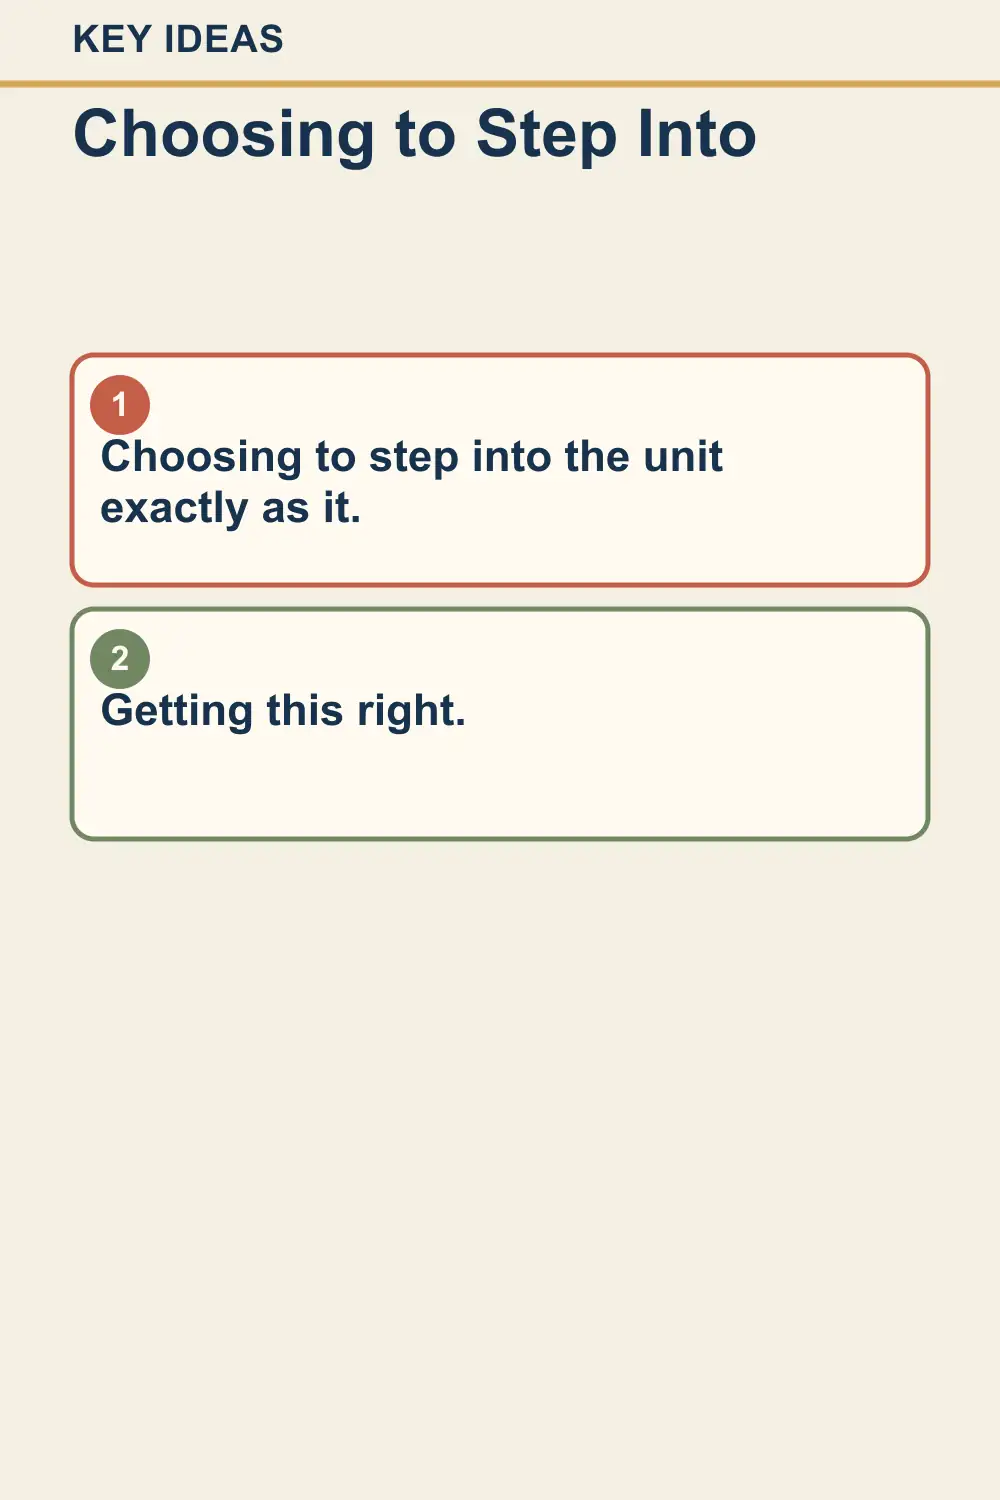 KEY IDEAS
Choosing to Step Into
1
Choosing to step into the unit
exactly as it.
2
Getting this right.